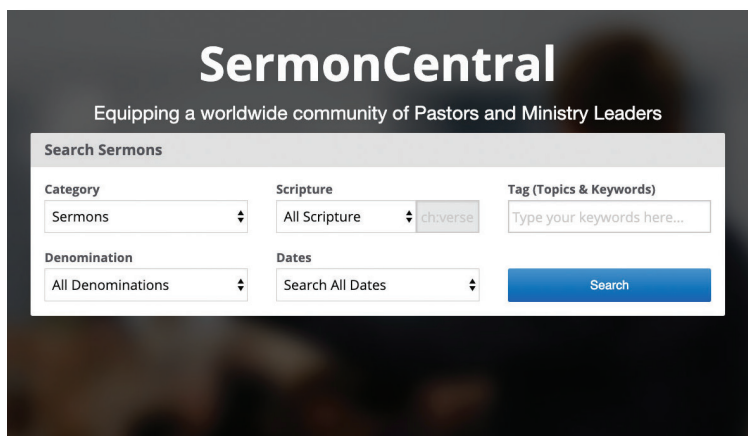 SermonCentral
Equipping a worldwide community of Pastors and Ministry Leaders
Search Sermons
Category
Scripture
Tag (Topics & Keywords)
Sermons
All Scripture
ch:verse
Type your keywords here...
Denomination
Dates
All Denominations
Search All Dates
Search